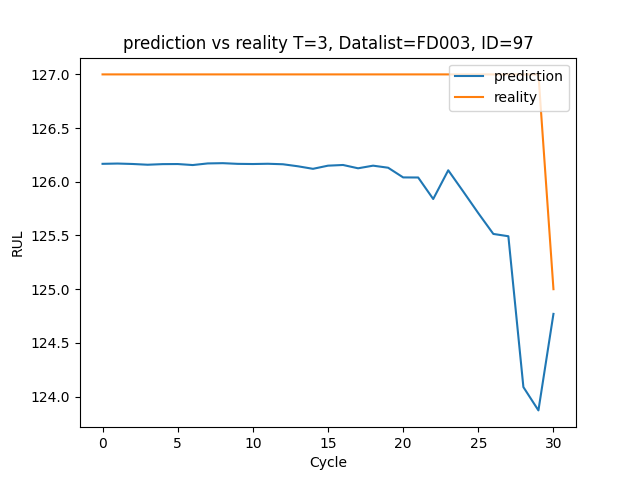 prediction vs reality T=3, Datalist=FD003, ID=97
127.0
126.5
126.0
125.5
125.0
124.5
124.0
RUL
prediction
reality
0 5 10 15 20 25 30
Cycle